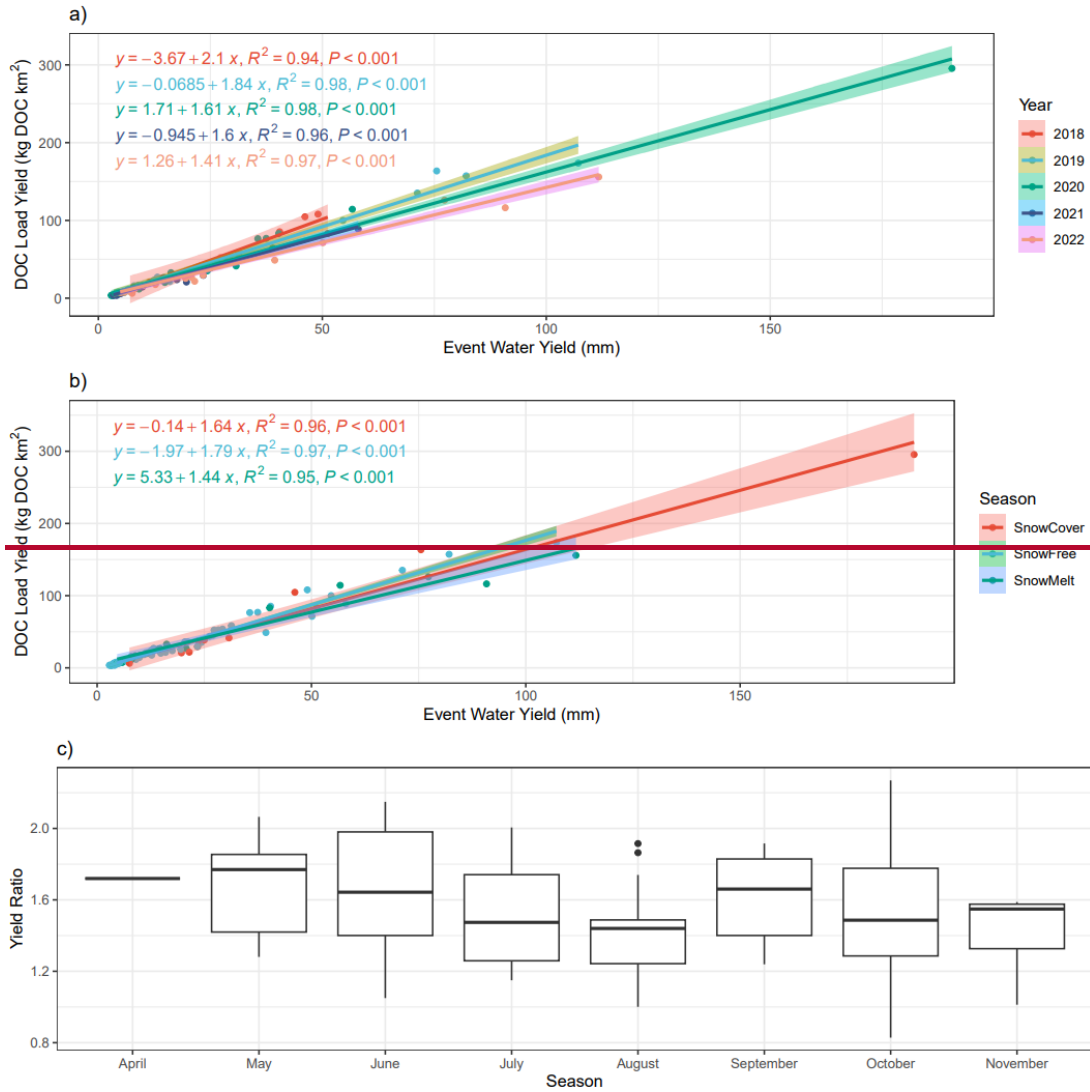 a)
y = −3.67 + 2.1 x, R² = 0.94, P < 0.001
y = −0.0685 + 1.84 x, R² = 0.98, P < 0.001
y = 1.71 + 1.61 x, R² = 0.98, P < 0.001
y = −0.945 + 1.6 x, R² = 0.96, P < 0.001
y = 1.26 + 1.41 x, R² = 0.97, P < 0.001
300
200
100
0
DOC Load Yield (kg DOC km²)
0
50
100
150
Event Water Yield (mm)
Year
2018
2019
2020
2021
2022
b)
y = −0.14 + 1.64 x, R² = 0.96, P < 0.001
y = −1.97 + 1.79 x, R² = 0.97, P < 0.001
y = 5.33 + 1.44 x, R² = 0.95, P < 0.001
300
200
100
0
DOC Load Yield (kg DOC km²)
0
50
100
150
Event Water Yield (mm)
Season
SnowCover
SnowFree
SnowMelt
c)
2.0
1.6
1.2
0.8
Yield Ratio
April
May
June
July
August
September
October
November
Season